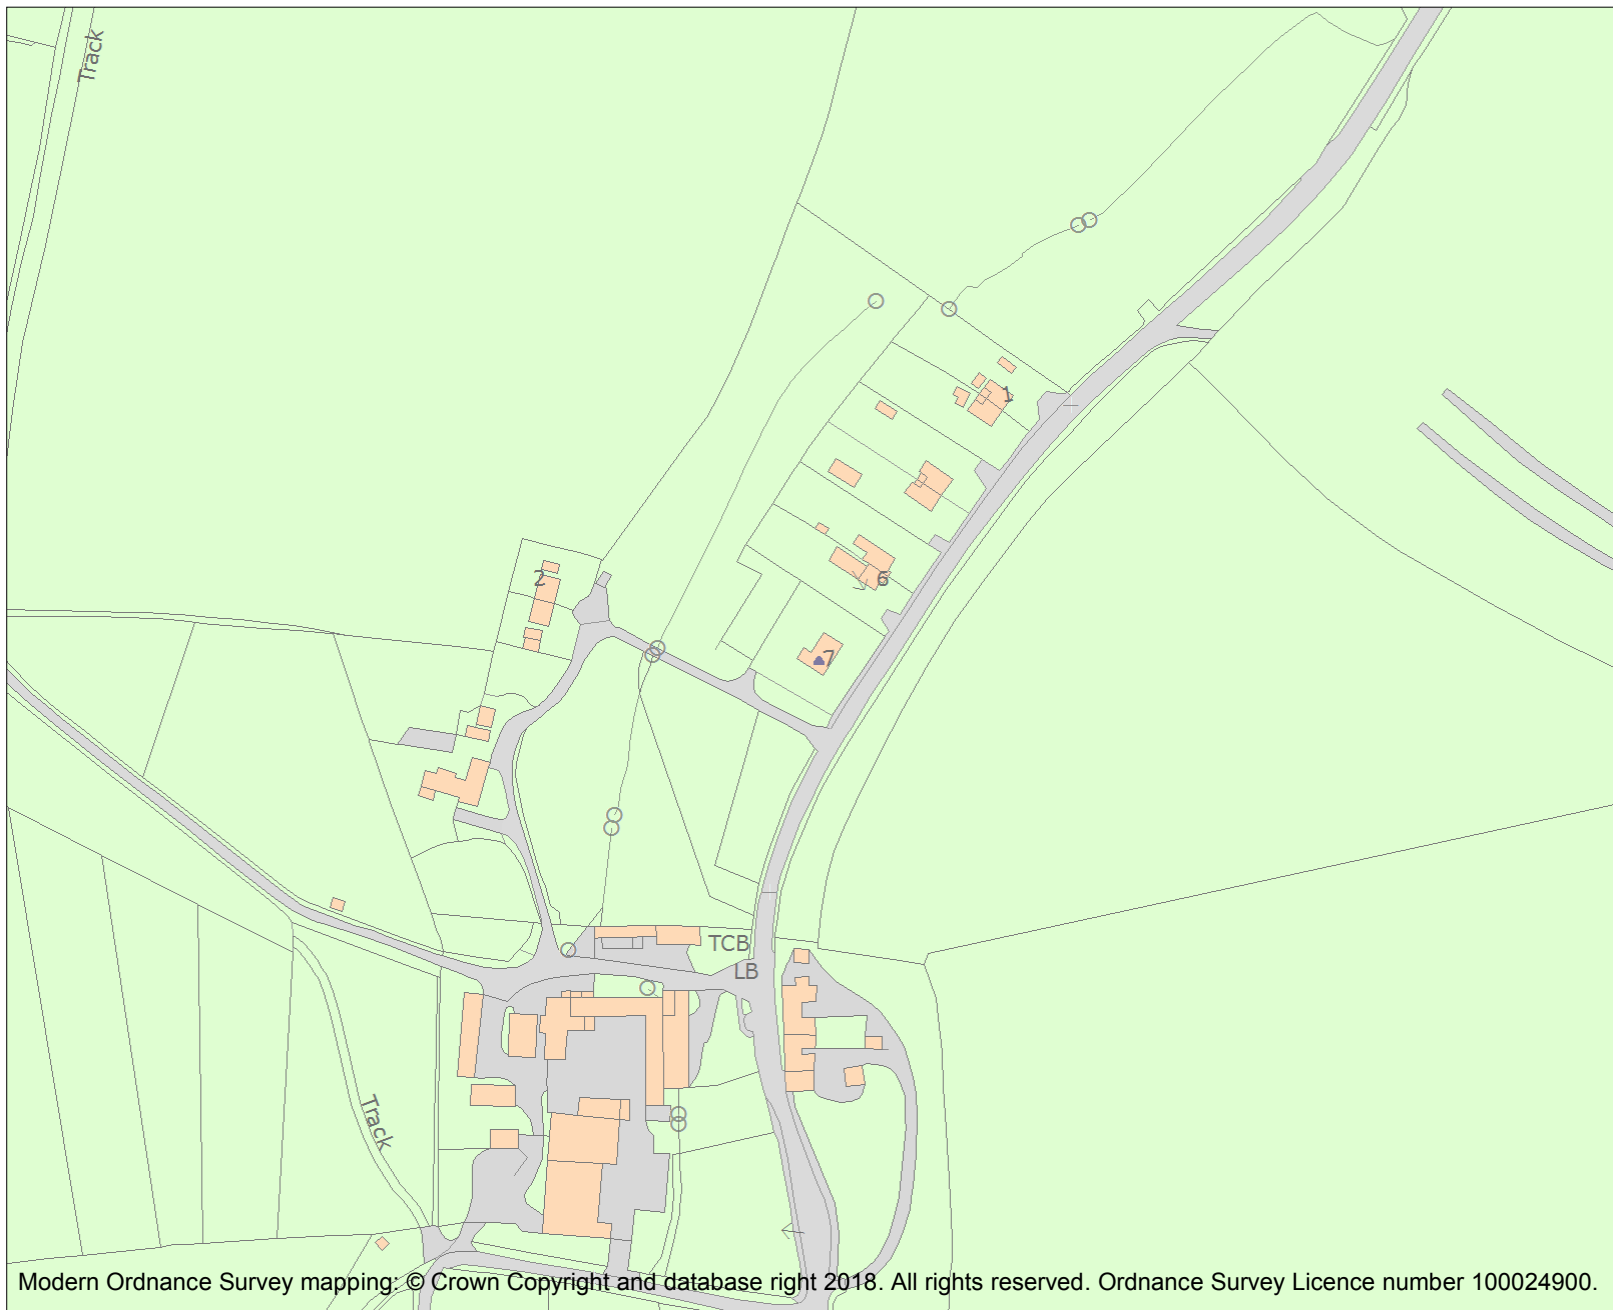 Track
1
2
6
7
TCB
LB
Track
Modern Ordnance Survey mapping: © Crown Copyright and database right 2018. All rights reserved. Ordnance Survey Licence number 100024900.